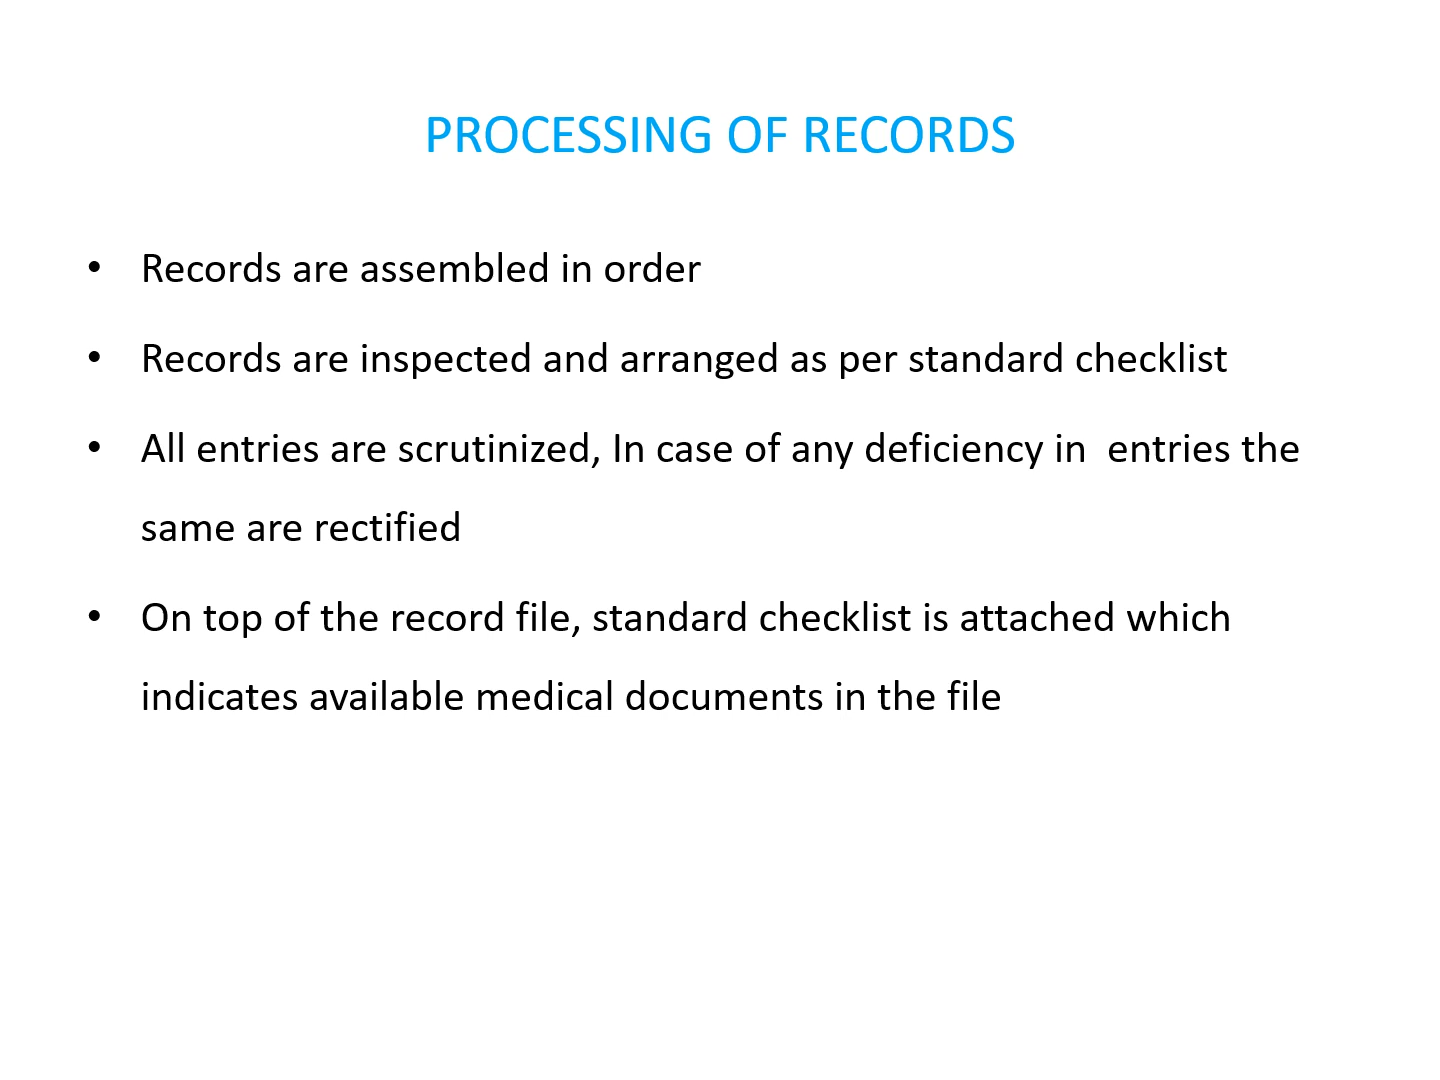 PROCESSING OF RECORDS
• Records are assembled in order
• Records are inspected and arranged as per standard checklist
• All entries are scrutinized, In case of any deficiency in  entries the
same are rectified
• On top of the record file, standard checklist is attached which
indicates available medical documents in the file